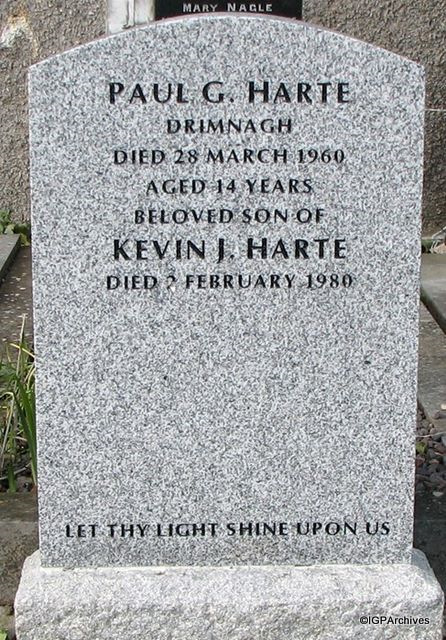 MARY NAGLE
PAUL G. HARTE
DRIMNAGH
DIED 28 MARCH 1960
AGED 14 YEARS
BELOVED SON OF
KEVIN J. HARTE
DIED 2 FEBRUARY 1980
LET THY LIGHT SHINE UPON US
©IGPArchives